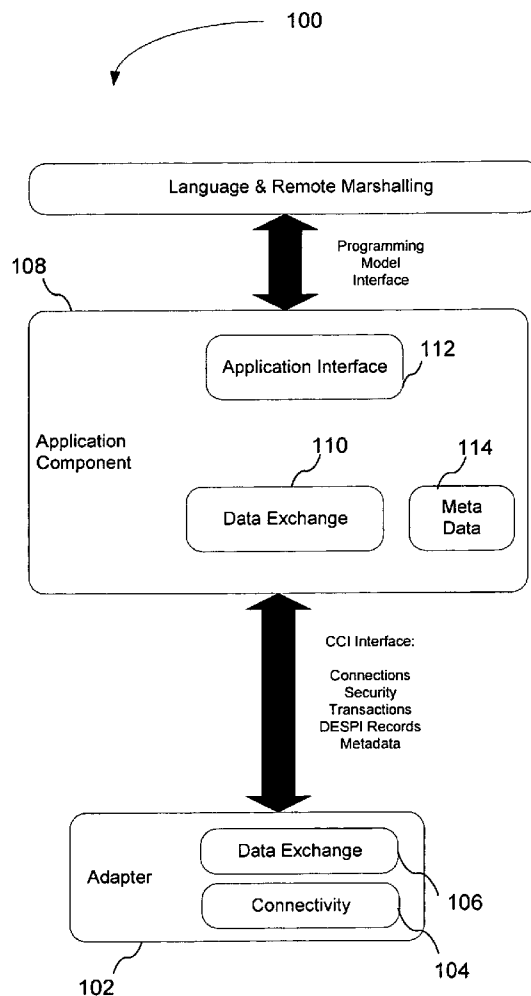 100
Language & Remote Marshalling
Programming
Model
Interface
108
Application Interface
112
Application
Component
110
114
Data Exchange
Meta
Data
CCI Interface:
Connections
Security
Transactions
DESPI Records
Metadata
Adapter
Data Exchange
Connectivity
106
102
104